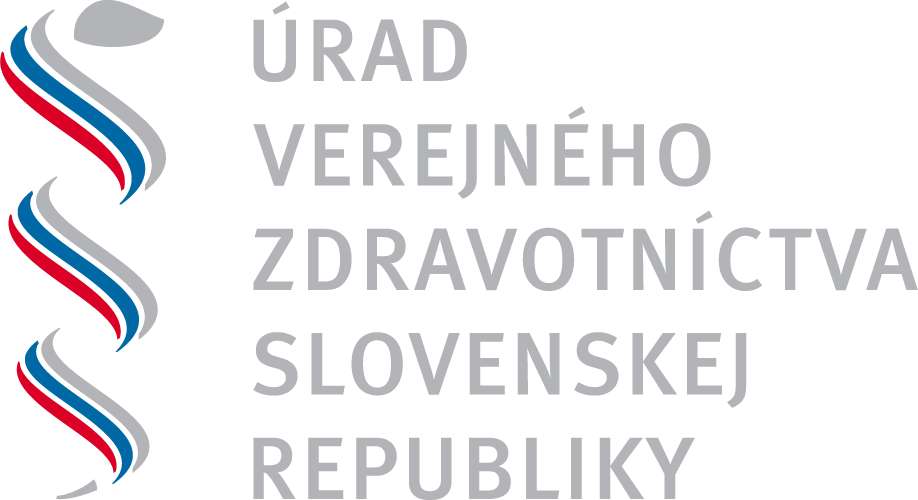 ÚRAD
VEREJNÉHO
ZDRAVOTNÍCTVA
SLOVENSKEJ
REPUBLIKY